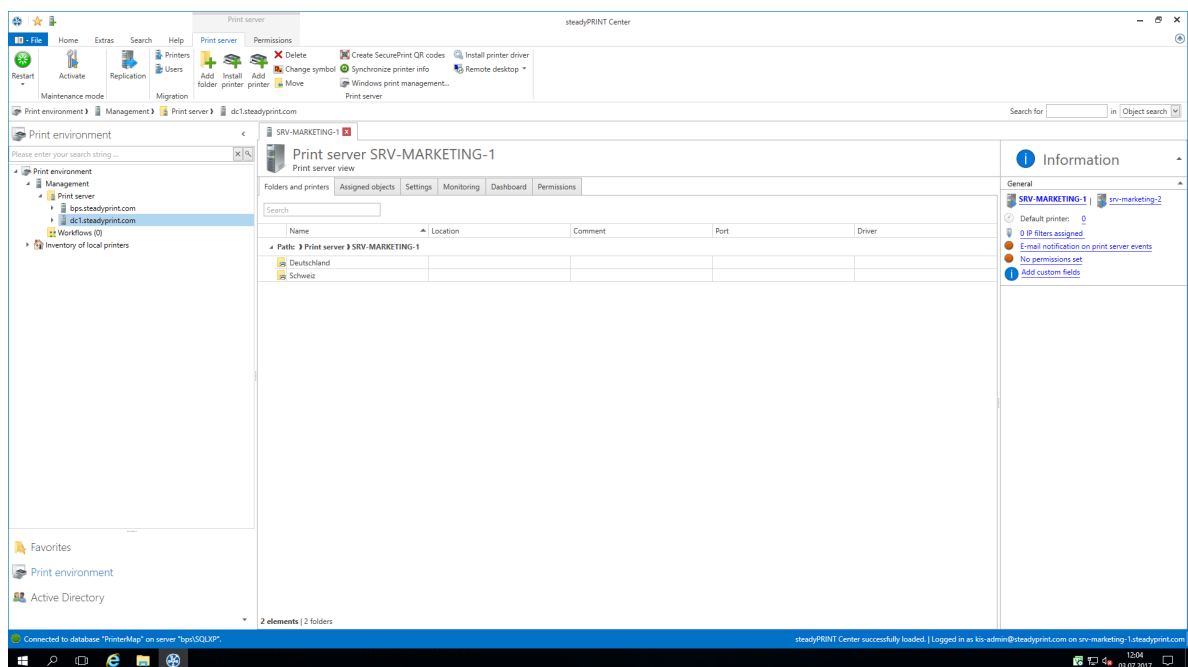 Print server
steadyPRINT Center
File Home Extras Search Help Print server Permissions
Restart
Activate
Replication
Printers
Users
Add folder
Install printer
Add printer
Delete
Change symbol
Move
Create SecurePrint QR codes
Synchronize printer info
Windows print management...
Install printer driver
Remote desktop
Maintenance mode
Migration
Print server
Print environment Management Print server dc1.steadyprint.com
Search for in Object search
Print environment
Please enter your search string ...
Print environment
Management
Print server
bps.steadyprint.com
dc1.steadyprint.com
Workflows (0)
Inventory of local printers
Favorites
Print environment
Active Directory
SRV-MARKETING-1
Print server SRV-MARKETING-1
Print server view
Folders and printers Assigned objects Settings Monitoring Dashboard Permissions
Search
Name Location Comment Port Driver
Path: Print server SRV-MARKETING-1
Deutschland
Schweiz
2 elements | 2 folders
Information
General
SRV-MARKETING-1 | srv-marketing-2
Default printer: 0
0 IP filters assigned
E-mail notification on print server events
No permissions set
Add custom fields
Connected to database "PrinterMap" on server "bps\SQLXP".
steadyPRINT Center successfully loaded. | Logged in as kis-admin@steadyprint.com on srv-marketing-1.steadyprint.com
12:04
03.07.2017